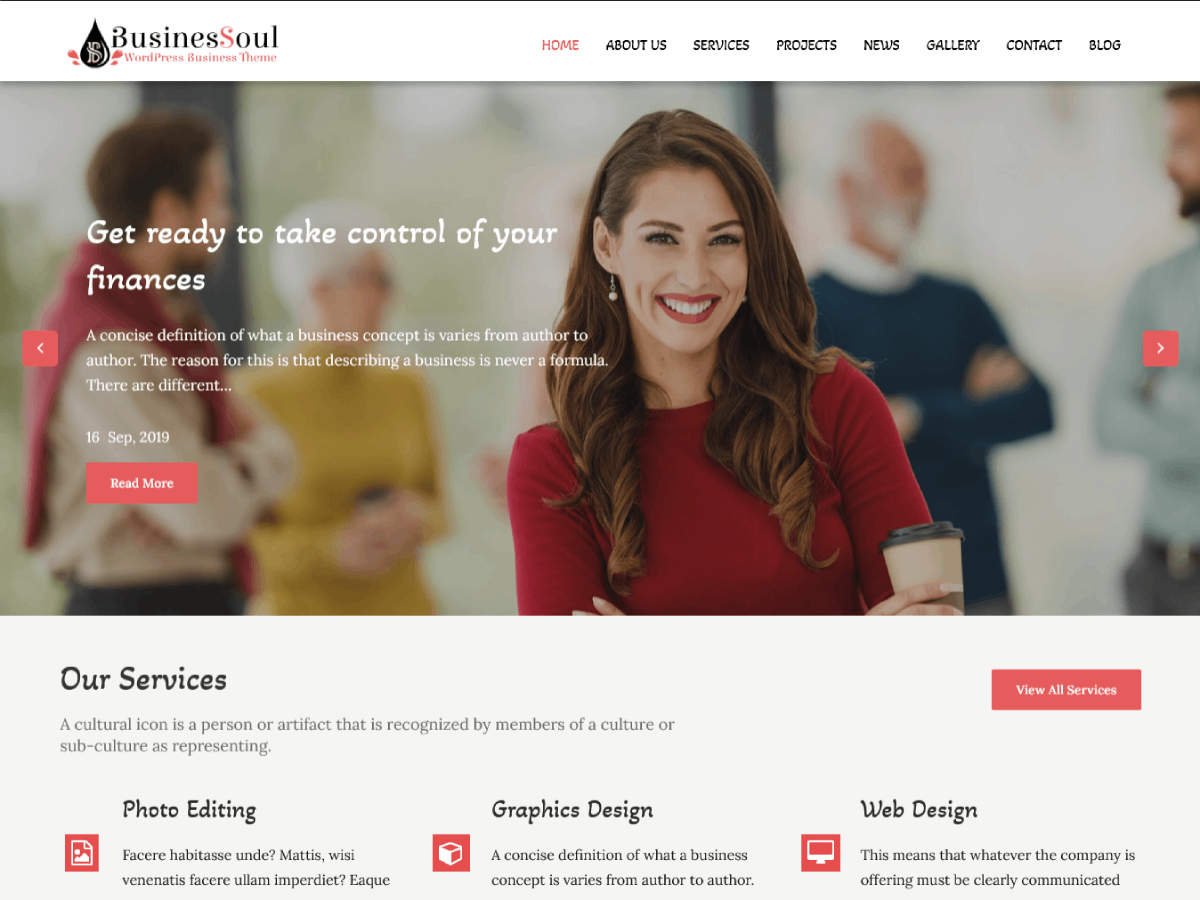 BusinesSoul
WordPress Business Theme
HOME ABOUT US SERVICES PROJECTS NEWS GALLERY CONTACT BLOG
Get ready to take control of your
finances
A concise definition of what a business concept is varies from author to
author. The reason for this is that describing a business is never a formula.
There are different...
16 Sep, 2019
Read More
Our Services
View All Services
A cultural icon is a person or artifact that is recognized by members of a culture or
sub-culture as representing.
Photo Editing
Facere habitasse unde? Mattis, wisi
venenatis facere ullam imperdiet? Eaque
Graphics Design
A concise definition of what a business
concept is varies from author to author.
Web Design
This means that whatever the company is
offering must be clearly communicated